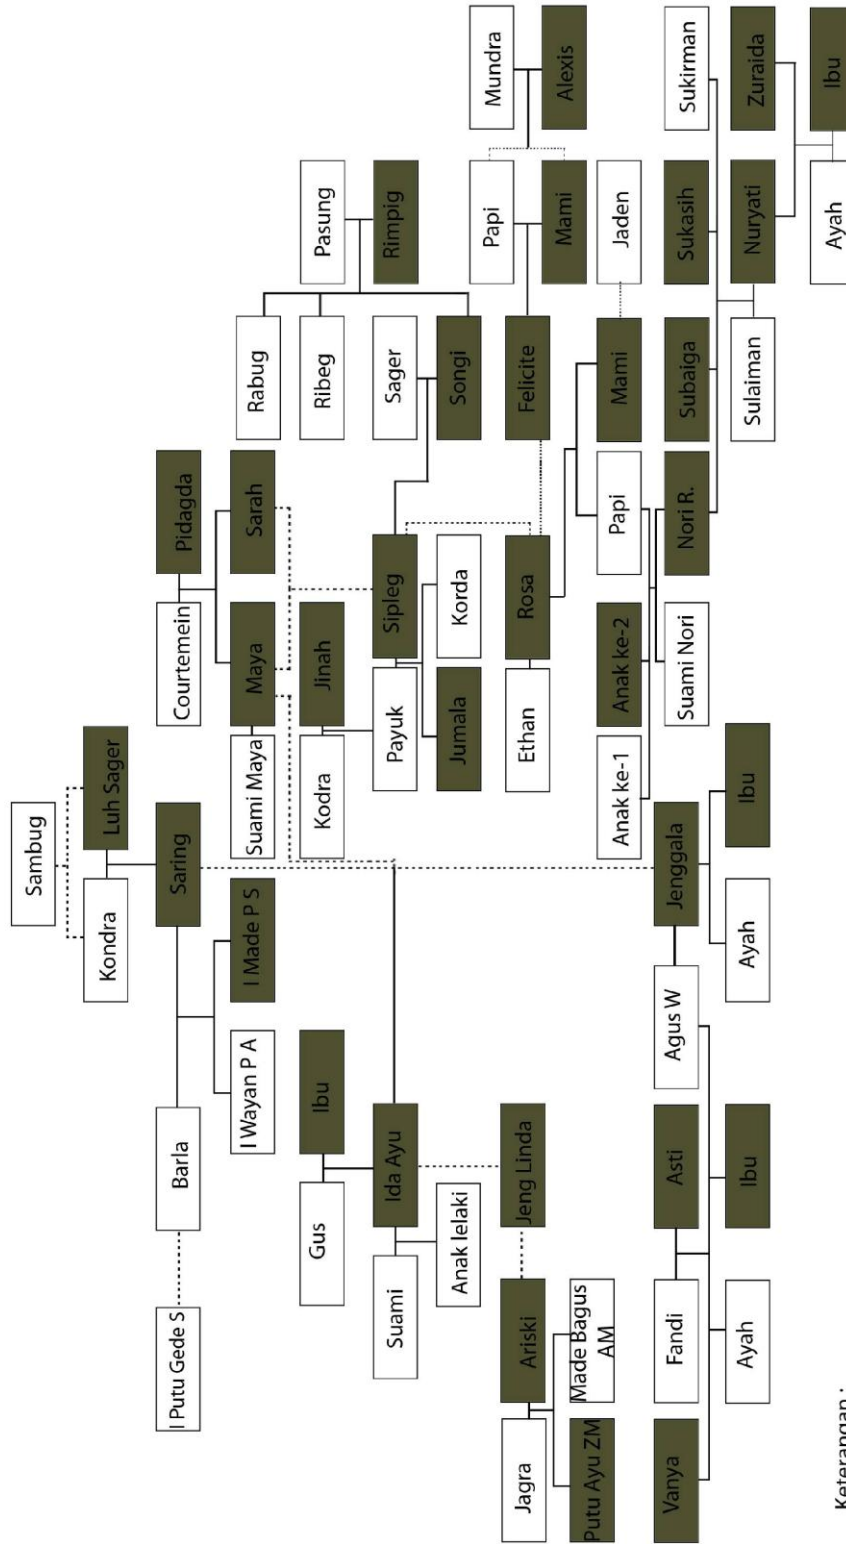 Sambug
Kondra
Luh Sager
I Putu Gede S
Barla
Saring
Courtemein
Pidagda
I Wayan P A
I Made P S
Suami Maya
Maya
Sarah
Rabug
Gus
Ibu
Kodra
Jinah
Ribeg
Pasung
Suami
Ida Ayu
Payuk
Sipleg
Sager
Rimpig
Anak lelaki
Jumala
Korda
Songi
Mundra
Jagra
Ariski
Jeng Linda
Ethan
Rosa
Felicite
Papi
Alexis
Putu Ayu ZM
Made Bagus
AM
Mami
Anak ke-1
Anak ke-2
Papi
Mami
Jaden
Vanya
Fandi
Asti
Agus W
Jenggala
Suami Nori
Nori R.
Subaiga
Sukasih
Sukirman
Ayah
Ibu
Ayah
Ibu
Sulaiman
Nuryati
Zuraida
Ayah
Ibu
Keterangan :